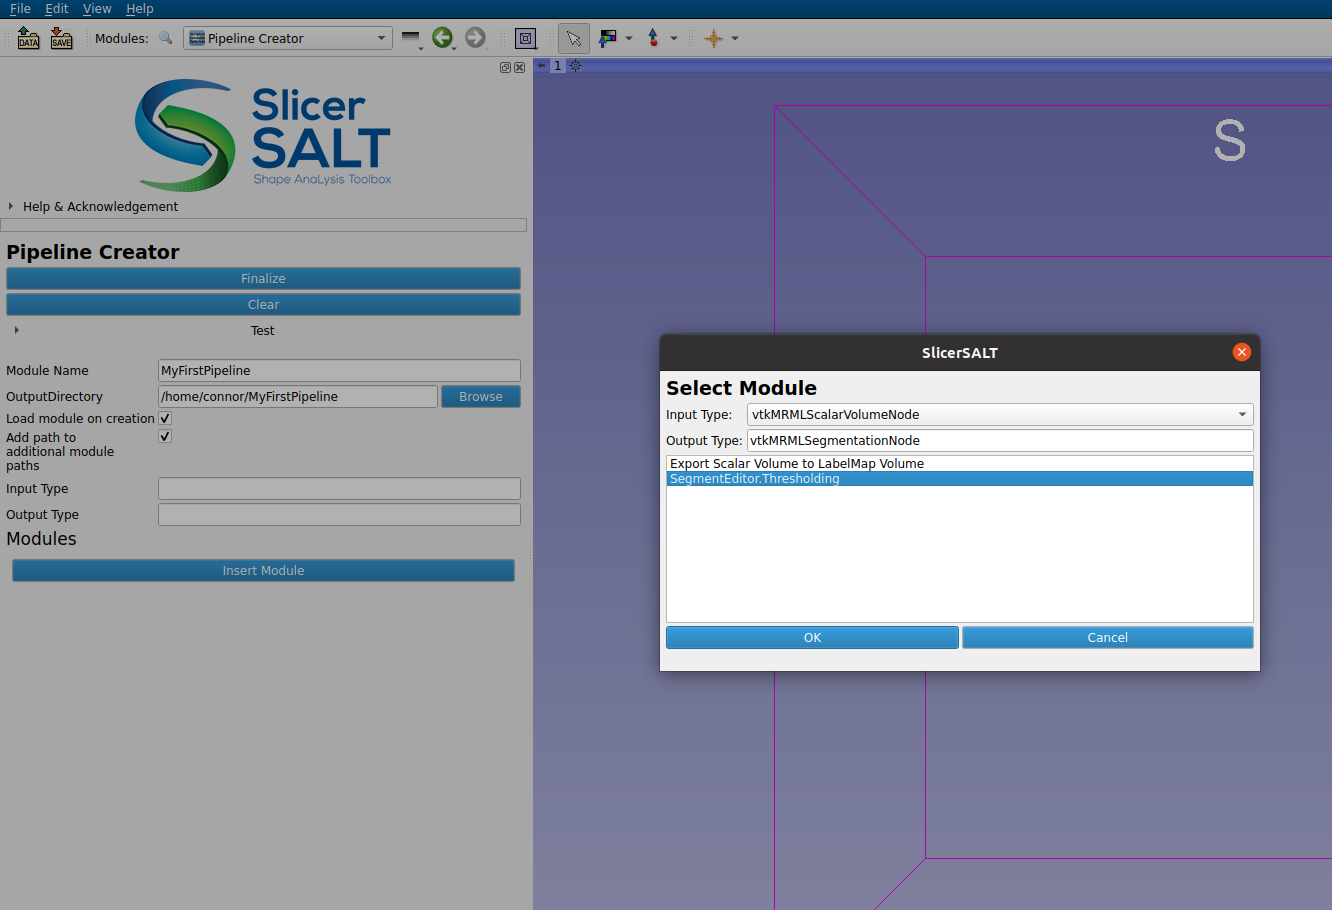 File Edit View Help
DATA SAVE Modules: Pipeline Creator
1
Slicer
SALT
Shape AnaLysis Toolbox
S
Help & Acknowledgement
Pipeline Creator
Finalize
Clear
Test
Module Name MyFirstPipeline
OutputDirectory /home/connor/MyFirstPipeline Browse
Load module on creation
Add path to
additional module
paths
Input Type
Output Type
Modules
Insert Module
SlicerSALT
Select Module
Input Type: vtkMRMLScalarVolumeNode
Output Type: vtkMRMLSegmentationNode
Export Scalar Volume to LabelMap Volume
SegmentEditor.Thresholding
OK Cancel